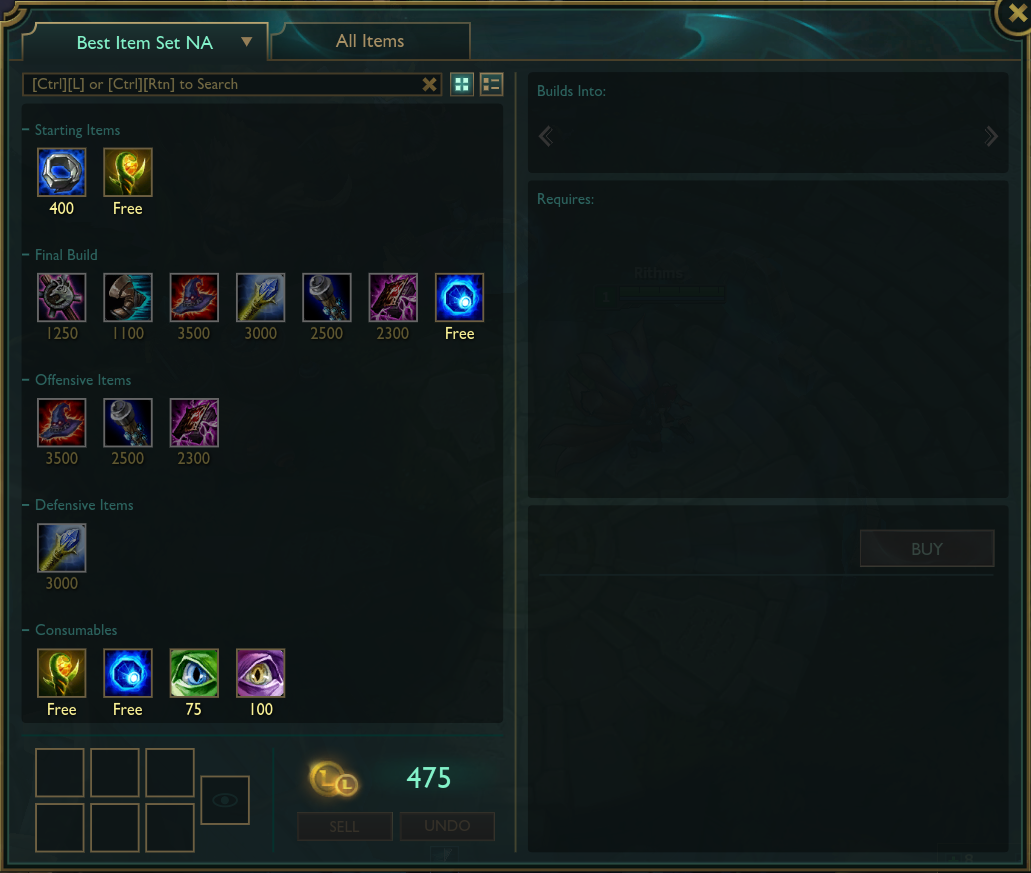 Best Item Set NA
All Items
[Ctrl][L] or [Ctrl][Rtn] to Search
Starting Items
400 Free
Final Build
1250 1100 3500 3000 2500 2300 Free
Offensive Items
3500 2500 2300
Defensive Items
3000
Consumables
Free Free 75 100
475
SELL UNDO
Builds Into:
Requires:
BUY